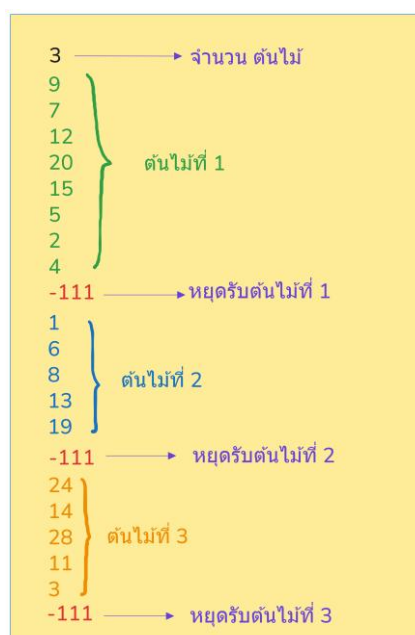 3 จำนวน ต้นไม้
9
7
12
20 ต้นไม้ที่ 1
15
5
2
4
-111 หยุดรับต้นไม้ที่ 1
1
6
8 ต้นไม้ที่ 2
13
19
-111 หยุดรับต้นไม้ที่ 2
24
14
28 ต้นไม้ที่ 3
11
3
-111 หยุดรับต้นไม้ที่ 3